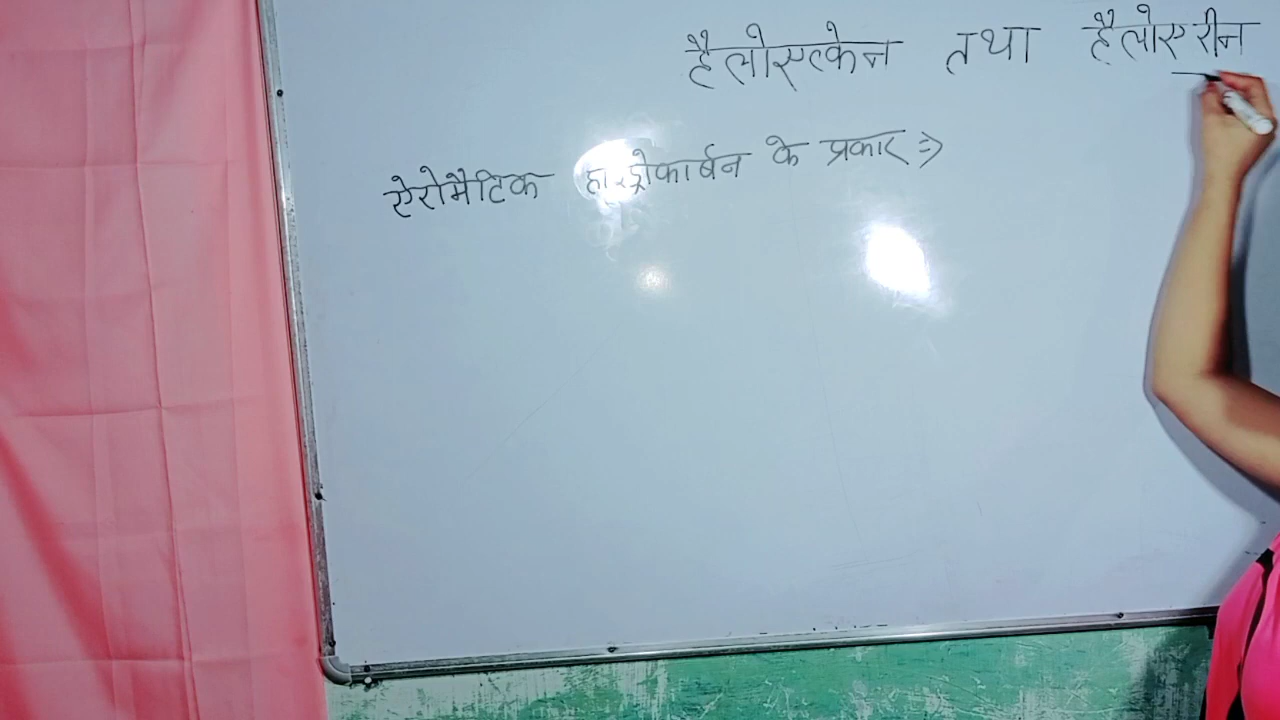 हैलोएल्केन तथा हैलोएरीन
ऐरोमैटिक हाइड्रोकार्बन के प्रकार ⇒